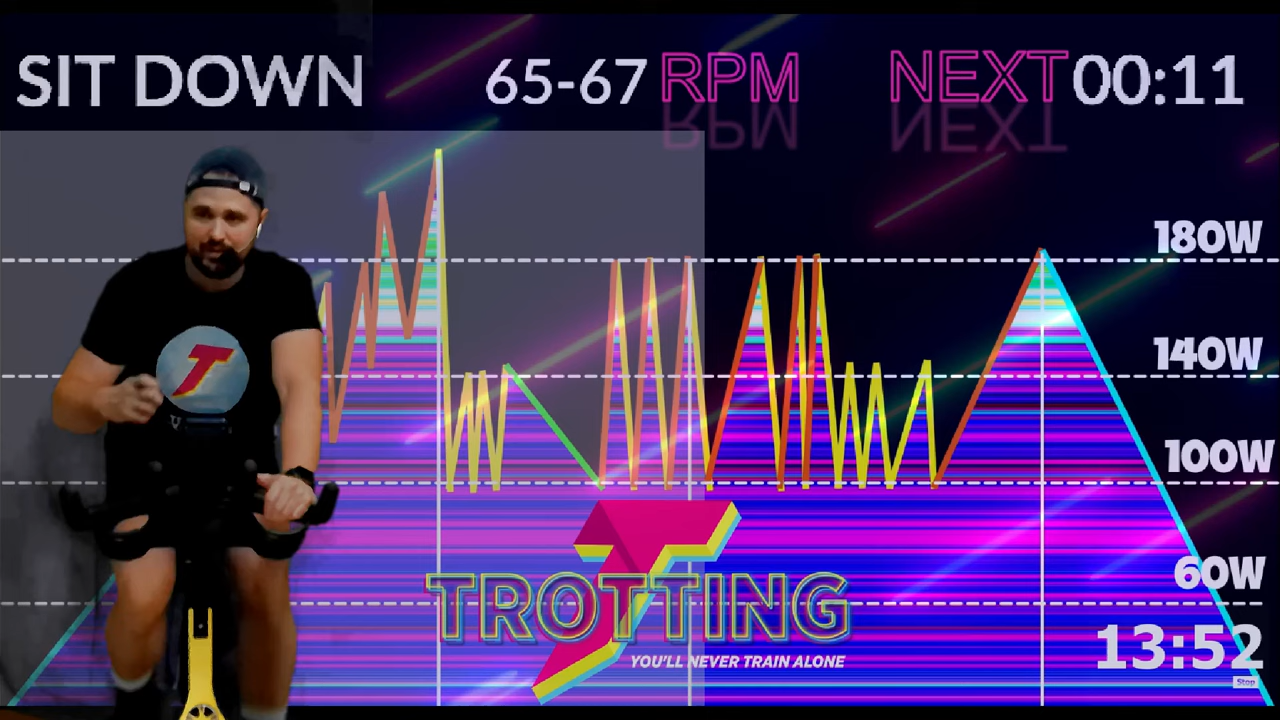 SIT DOWN
65-67 RPM
NEXT 00:11
180W
140W
100W
60W
T
TROTTING
YOU'LL NEVER TRAIN ALONE
13:52
Stop